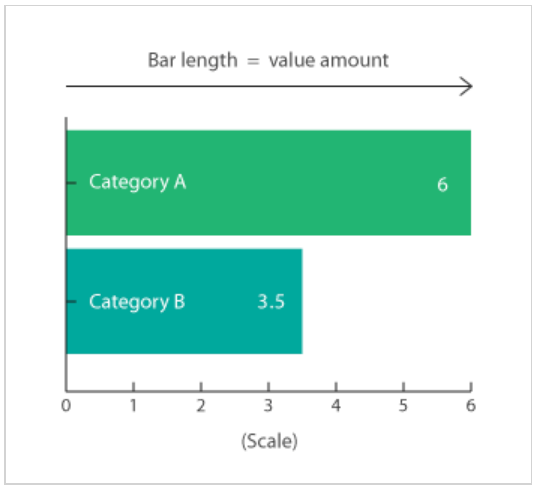 Bar length = value amount
Category A 6
Category B 3.5
0 1 2 3 4 5 6
(Scale)